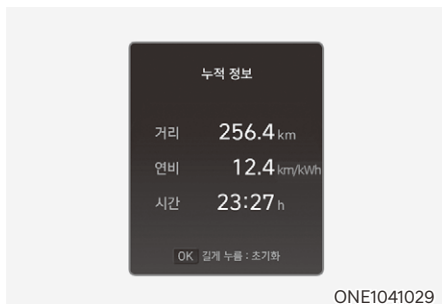 누적 정보
거리 256.4 km
연비 12.4 km/kWh
시간 23:27 h
OK 길게 누름 : 초기화
ONE1041029